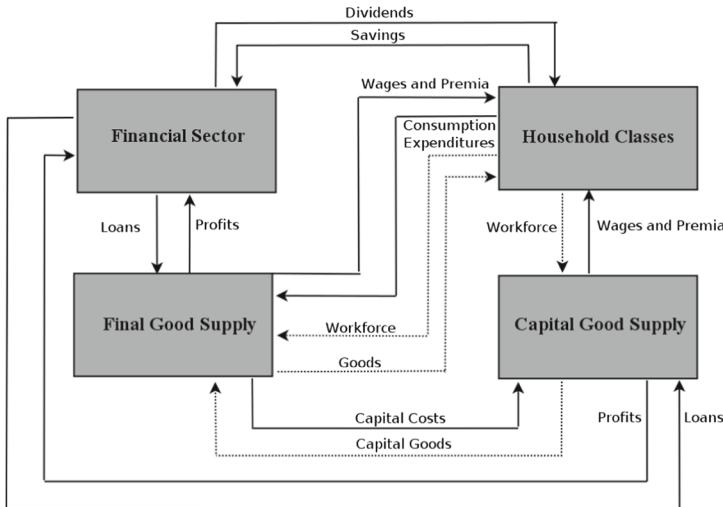 Dividends
Savings
Wages and Premia
Financial Sector
Consumption
Expenditures
Household Classes
Loans
Profits
Workforce
Wages and Premia
Final Good Supply
Workforce
Capital Good Supply
Goods
Capital Costs
Profits
Loans
Capital Goods